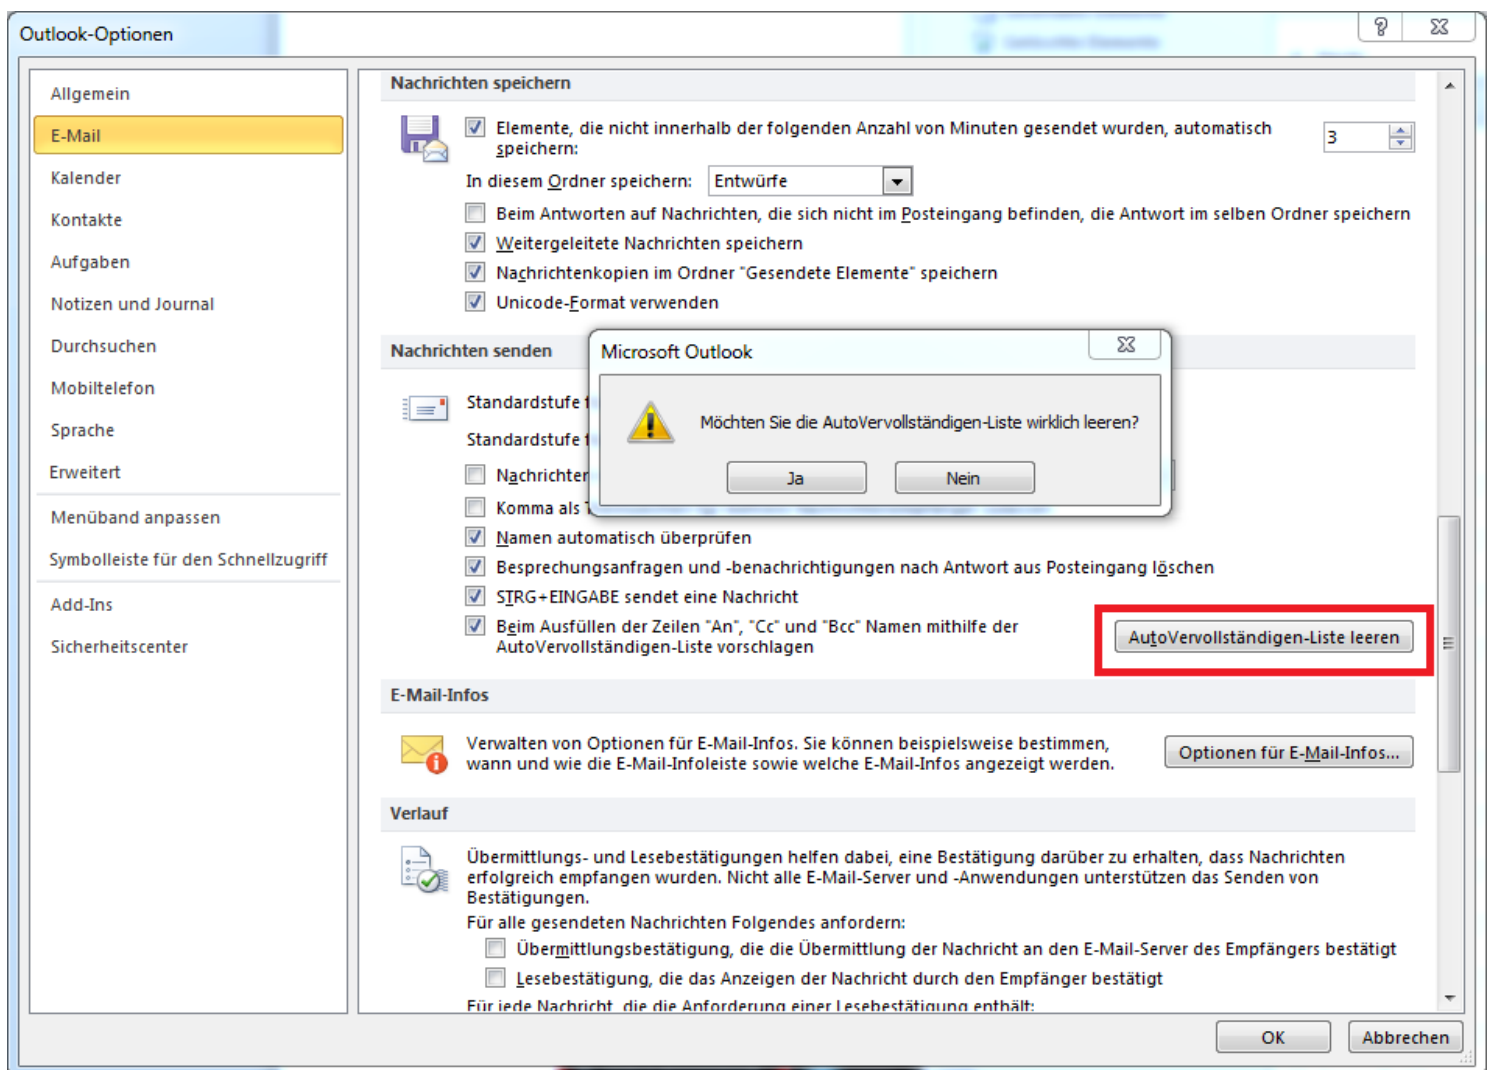 Outlook-Optionen
Allgemein
E-Mail
Kalender
Kontakte
Aufgaben
Notizen und Journal
Durchsuchen
Mobiltelefon
Sprache
Erweitert
Menüband anpassen
Symbolleiste für den Schnellzugriff
Add-Ins
Sicherheitscenter
Nachrichten speichern
Elemente, die nicht innerhalb der folgenden Anzahl von Minuten gesendet wurden, automatisch
speichern:
3
In diesem Ordner speichern: Entwürfe
Beim Antworten auf Nachrichten, die sich nicht im Posteingang befinden, die Antwort im selben Ordner speichern
Weitergeleitete Nachrichten speichern
Nachrichtenkopien im Ordner "Gesendete Elemente" speichern
Unicode-Format verwenden
Nachrichten senden
Standardstufe
Standardstufe
Microsoft Outlook
Möchten Sie die AutoVervollständigen-Liste wirklich leeren?
Ja
Nein
Komma als
Namen automatisch überprüfen
Besprechungsanfragen und -benachrichtigungen nach Antwort aus Posteingang löschen
STRG+EINGABE sendet eine Nachricht
Beim Ausfüllen der Zeilen "An", "Cc" und "Bcc" Namen mithilfe der
AutoVervollständigen-Liste vorschlagen
AutoVervollständigen-Liste leeren
E-Mail-Infos
Verwalten von Optionen für E-Mail-Infos. Sie können beispielsweise bestimmen,
wann und wie die E-Mail-Infoleiste sowie welche E-Mail-Infos angezeigt werden.
Optionen für E-Mail-Infos...
Verlauf
Übermittlungs- und Lesebestätigungen helfen dabei, eine Bestätigung darüber zu erhalten, dass Nachrichten
erfolgreich empfangen wurden. Nicht alle E-Mail-Server und -Anwendungen unterstützen das Senden von
Bestätigungen.
Für alle gesendeten Nachrichten Folgendes anfordern:
Übermittlungsbestätigung, die die Übermittlung der Nachricht an den E-Mail-Server des Empfängers bestätigt
Lesebestätigung, die das Anzeigen der Nachricht durch den Empfänger bestätigt
Für jede Nachricht, die die Anforderung einer Lesebestätigung enthält:
OK
Abbrechen